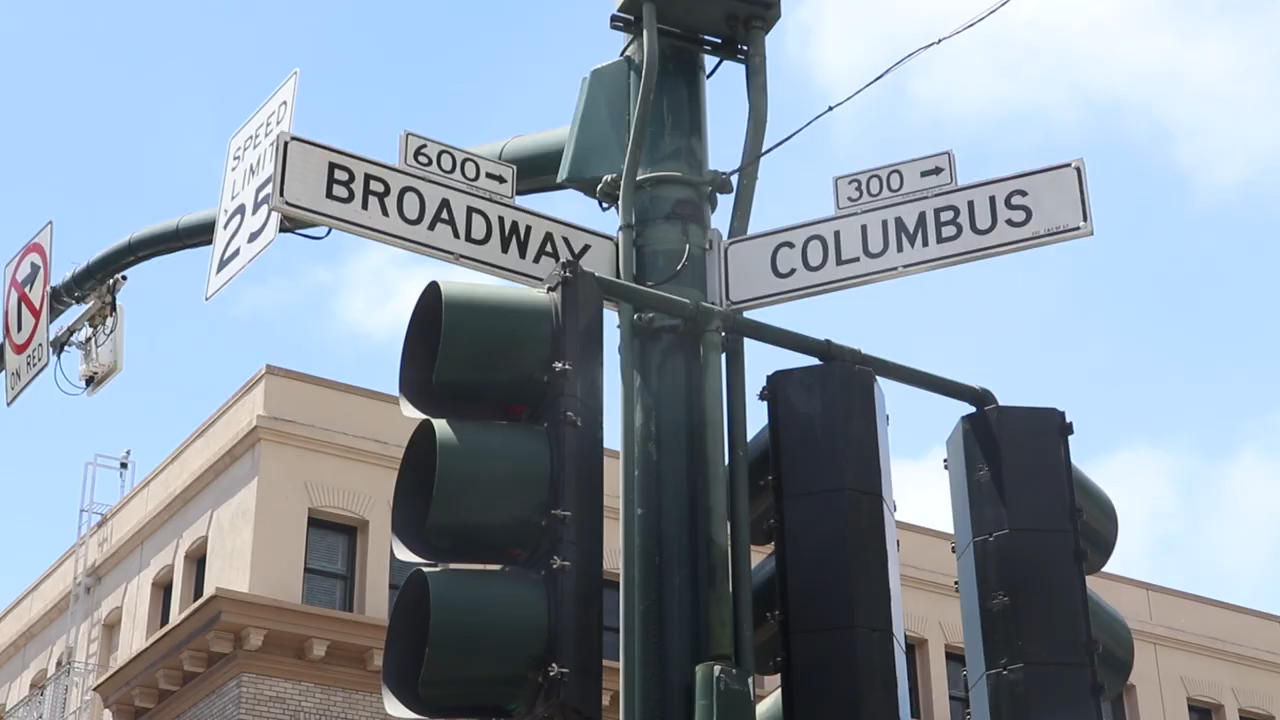 SPEED
LIMIT
25
600→
BROADWAY
300→
COLUMBUS
ON RED